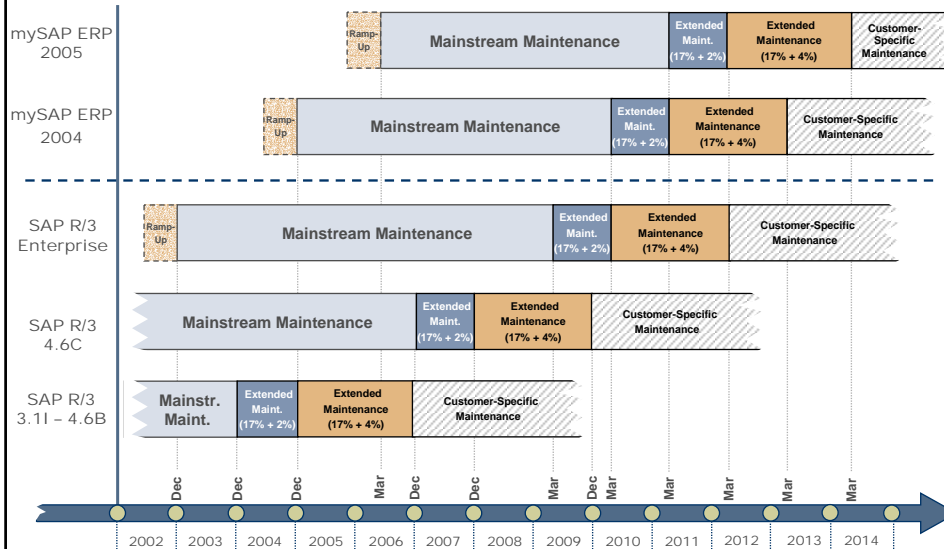 mySAP ERP
2005
Ramp-
Up
Mainstream Maintenance
Extended
Maint.
(17% + 2%)
Extended
Maintenance
(17% + 4%)
Customer-
Specific
Maintenance
mySAP ERP
2004
Ramp-
Up
Mainstream Maintenance
Extended
Maint.
(17% + 2%)
Extended
Maintenance
(17% + 4%)
Customer-Specific
Maintenance
SAP R/3
Enterprise
Ramp-
Up
Mainstream Maintenance
Extended
Maint.
(17% + 2%)
Extended
Maintenance
(17% + 4%)
Customer-Specific
Maintenance
SAP R/3
4.6C
Mainstream Maintenance
Extended
Maint.
(17% + 2%)
Extended
Maintenance
(17% + 4%)
Customer-Specific
Maintenance
SAP R/3
3.1I – 4.6B
Mainstr.
Maint.
Extended
Maint.
(17% + 2%)
Extended
Maintenance
(17% + 4%)
Customer-Specific
Maintenance
Dec
Dec
Dec
Mar
Dec
Dec
Mar
Dec
Mar
Mar
Mar
Mar
Mar
2002
2003
2004
2005
2006
2007
2008
2009
2010
2011
2012
2013
2014